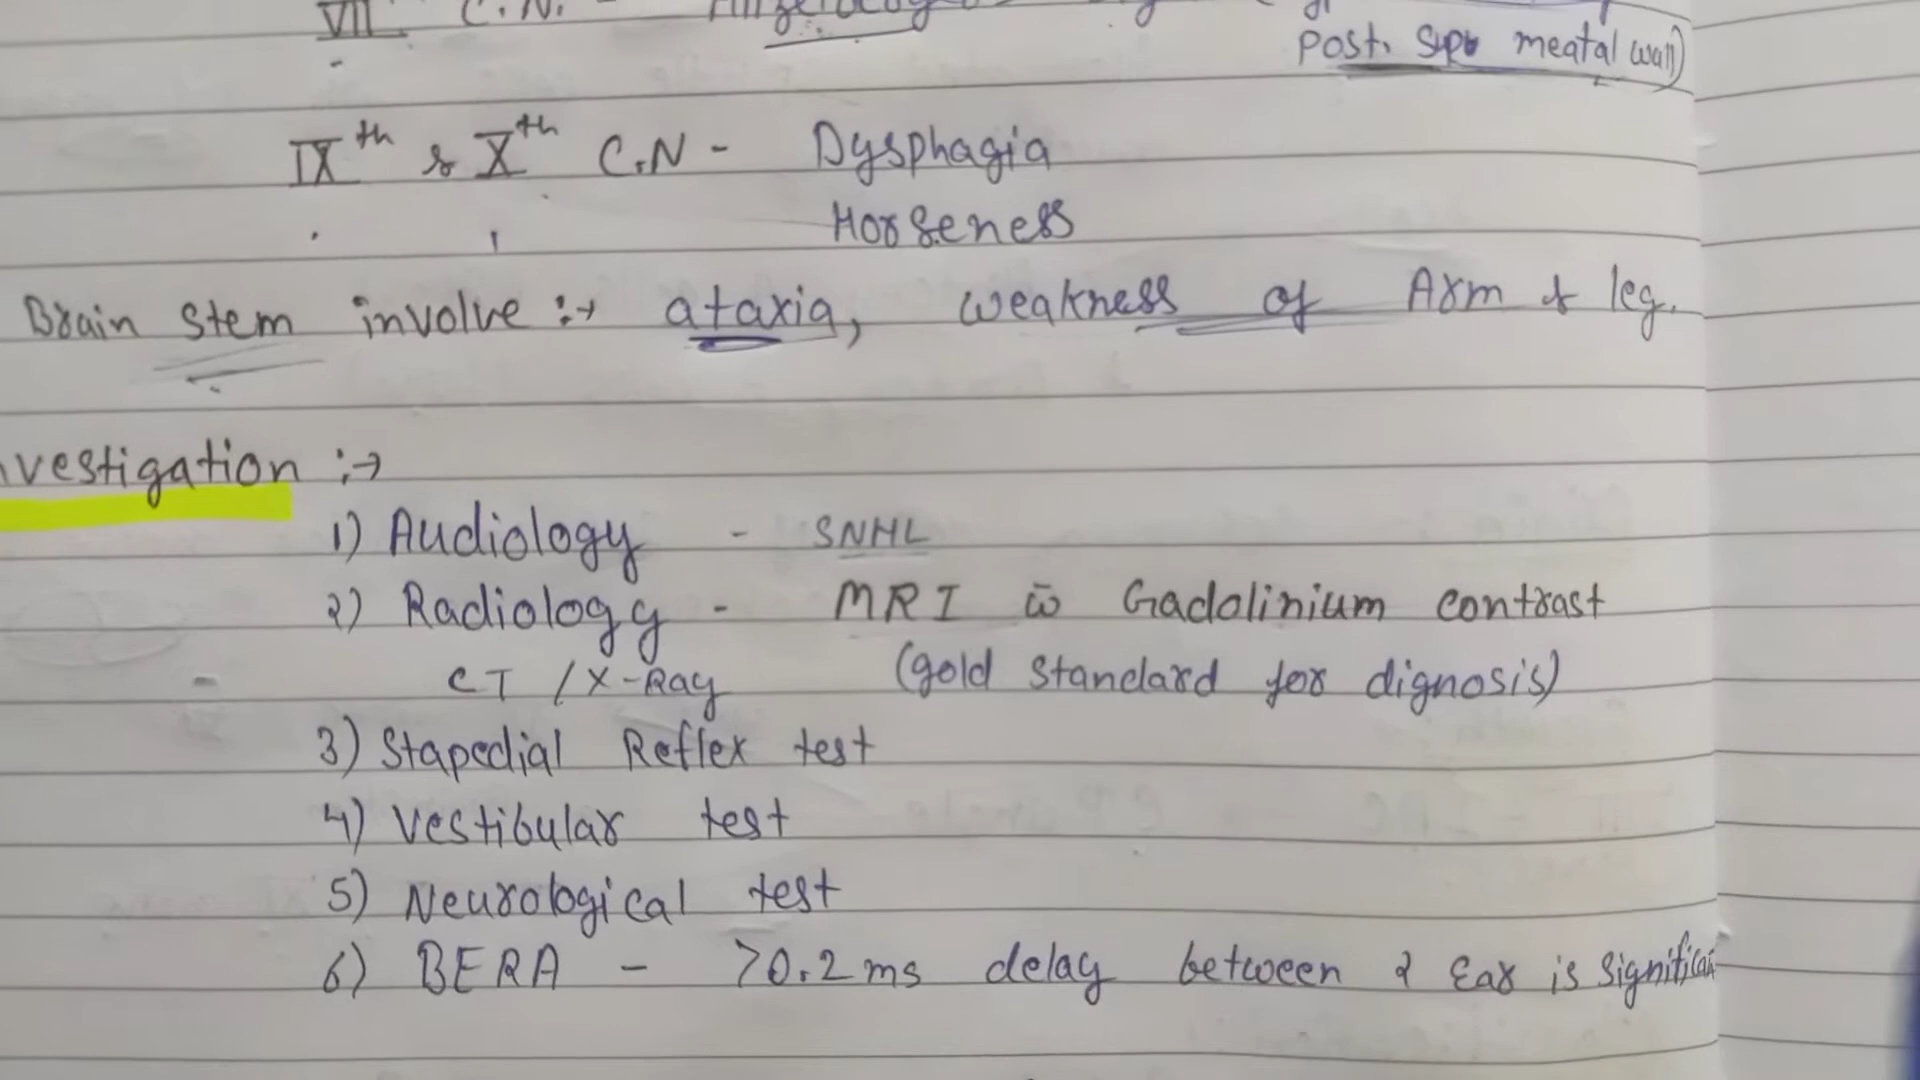 VII C.N. -
Post. Sup meatal wall)
IXth & Xth C.N - Dysphagia
Horseness
Brain Stem involve :→ ataxia, weakness of Arm & leg.
vestigation :→
1) Audiology - SNHL
2) Radiology - MRI w̄ Gadolinium contrast
CT / X-Ray (gold standard for dignosis)
3) Stapedial Reflex test
4) Vestibular test
5) Neurological test
6) BERA - >0.2 ms delay between 2 Ear is Significan